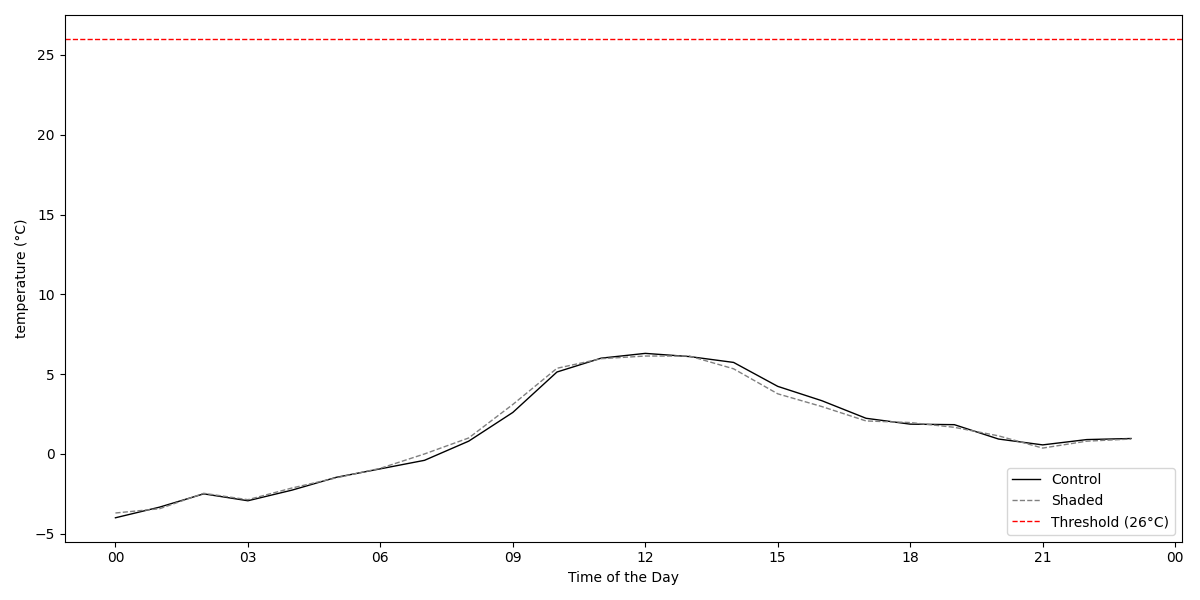 25
20
15
10
5
0
−5
temperature (°C)
00 03 06 09 12 15 18 21 00
Time of the Day
Control
Shaded
Threshold (26°C)